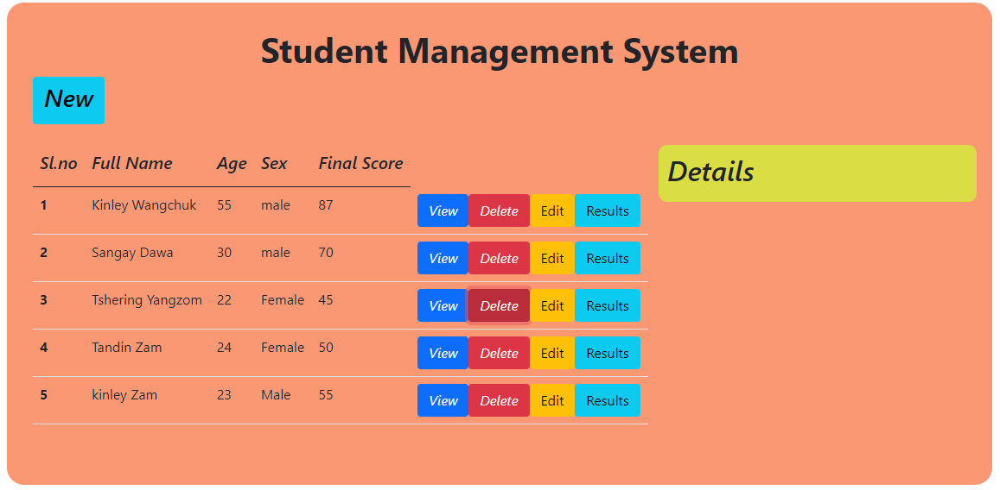 Student Management System
New
Sl.no Full Name Age Sex Final Score
Details
1 Kinley Wangchuk 55 male 87 View Delete Edit Results
2 Sangay Dawa 30 male 70 View Delete Edit Results
3 Tshering Yangzom 22 Female 45 View Delete Edit Results
4 Tandin Zam 24 Female 50 View Delete Edit Results
5 kinley Zam 23 Male 55 View Delete Edit Results